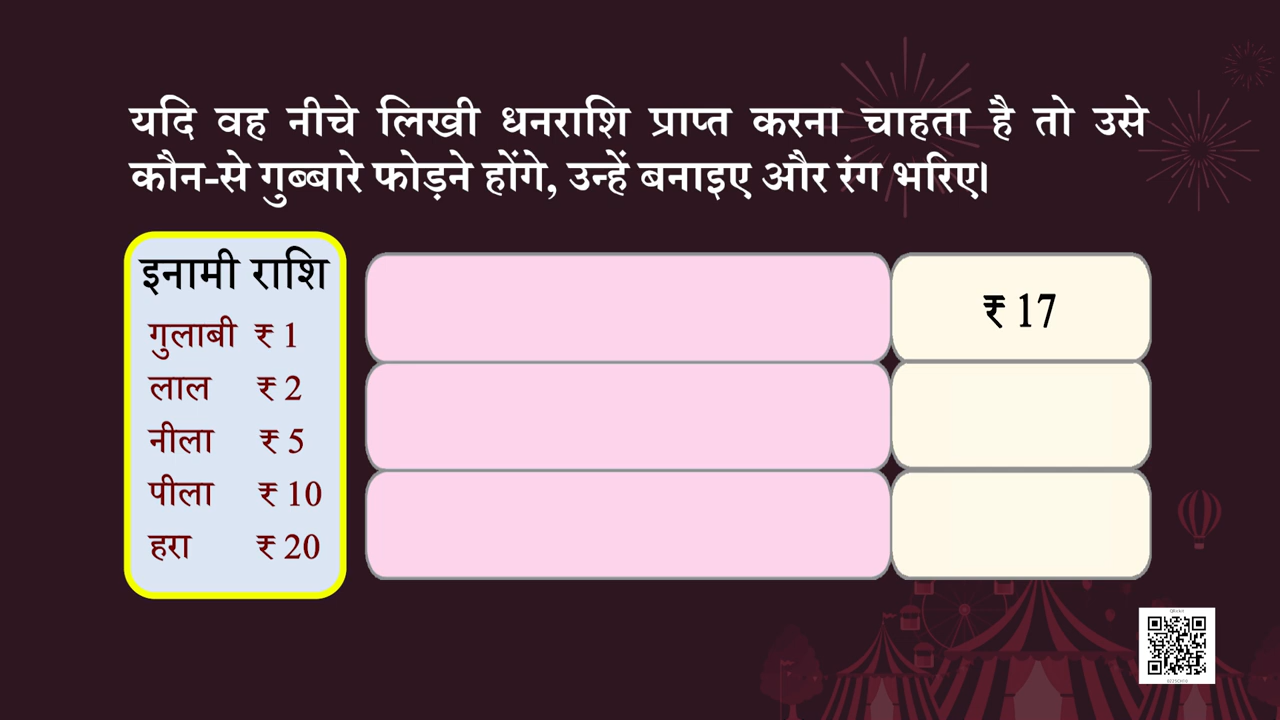 यदि वह नीचे लिखी धनराशि प्राप्त करना चाहता है तो उसे
कौन-से गुब्बारे फोड़ने होंगे, उन्हें बनाइए और रंग भरिए।
इनामी राशि
गुलाबी ₹ 1
लाल ₹ 2
नीला ₹ 5
पीला ₹ 10
हरा ₹ 20
₹ 17